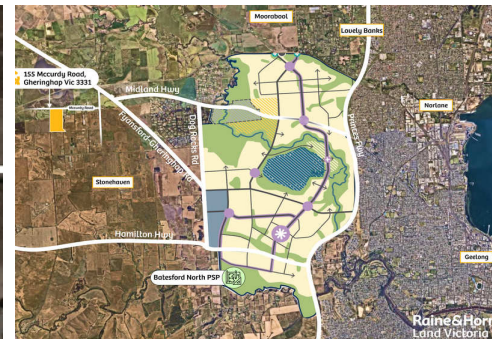 Moorabool
Lovely Banks
155 Mccurdy Road,
Gheringhap Vic 3331
Mccurdy Road
Midland Hwy
Fyansford-Gheringhap Rd
Dog Rocks Rd
Princes Fwy
Norlane
Stonehaven
Hamilton Hwy
Geelong
Batesford North PSP
Raine&Horn
Land Victoria